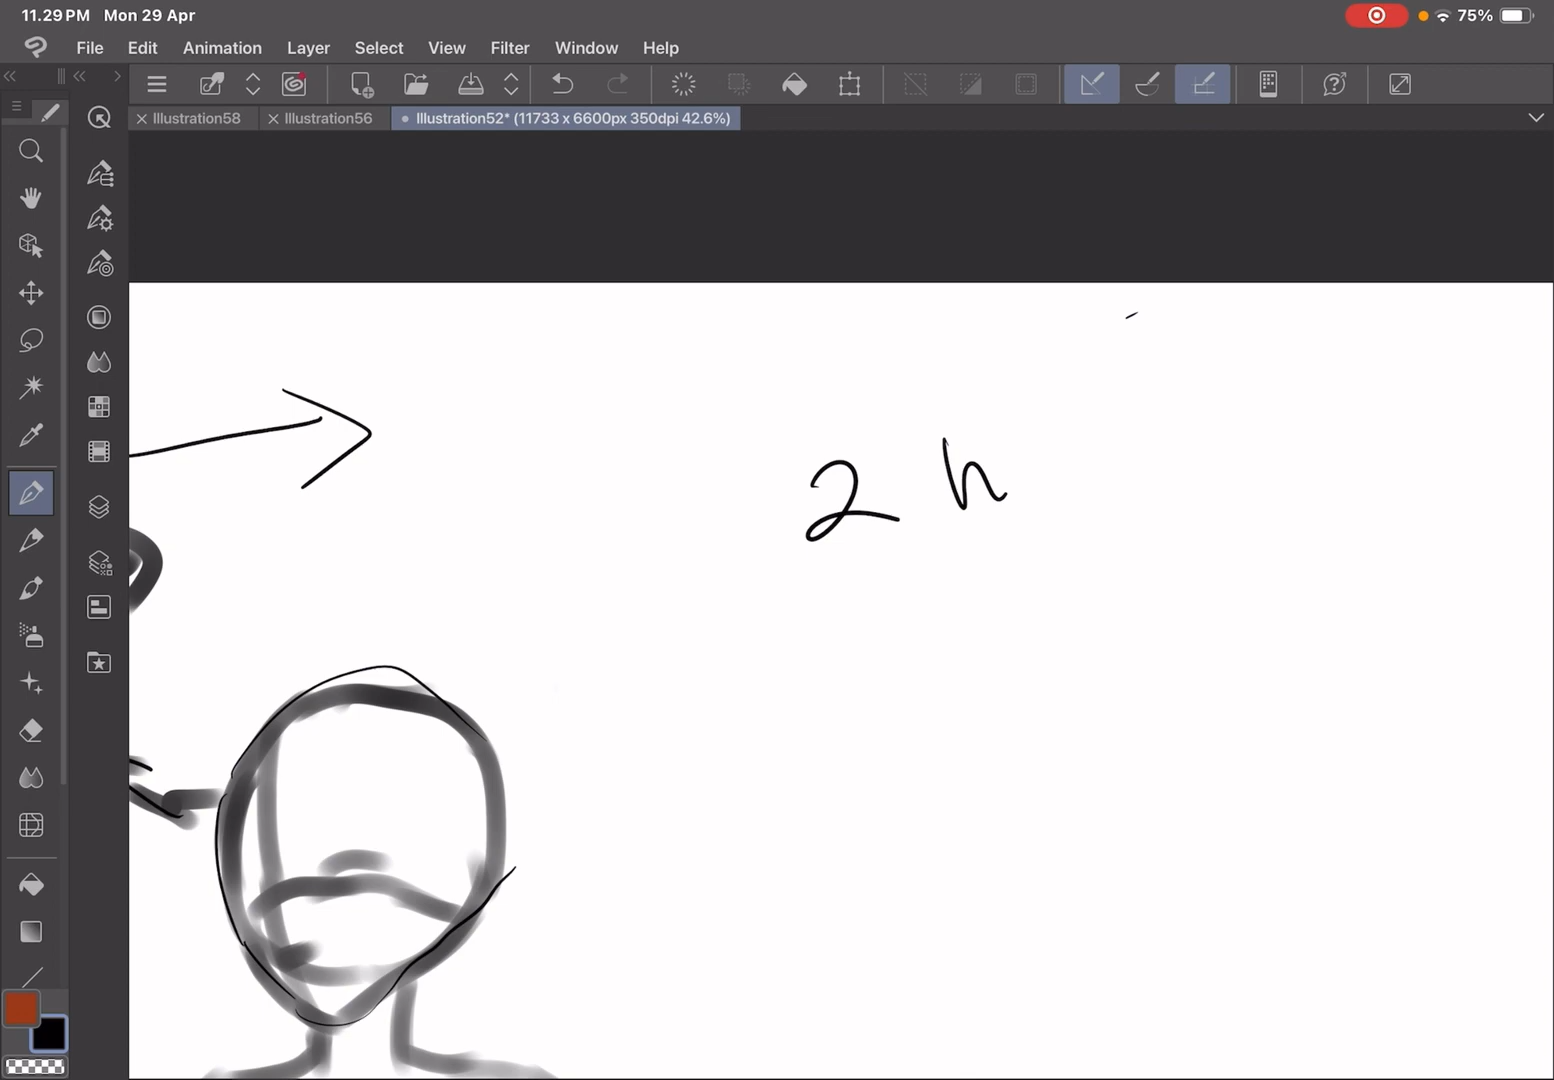 11.29 PM Mon 29 Apr 75%
File Edit Animation Layer Select View Filter Window Help
Illustration58 Illustration56 Illustration52* (11733 x 6600px 350dpi 42.6%)
2 h